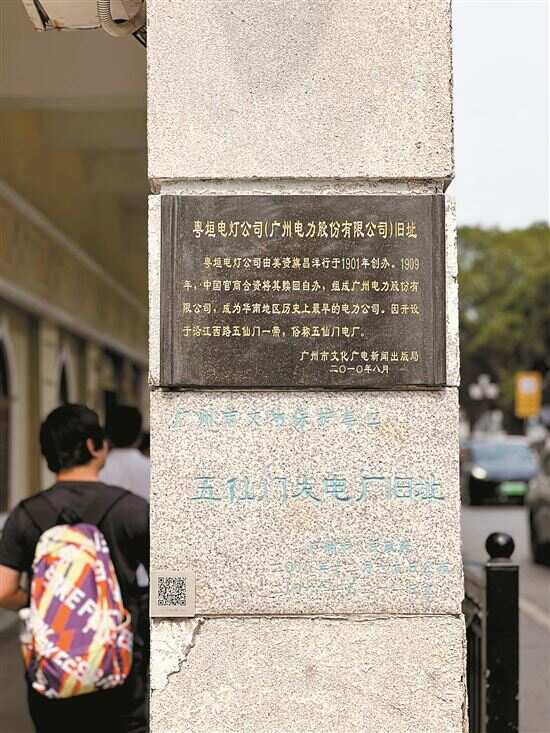 粤垣电灯公司(广州电力股份有限公司)旧址
粤垣电灯公司由英资旗昌洋行于1901年创办。1909
年，中国官商合资将其赎回自办，组成广州电力股份有
限公司，成为华南地区历史上最早的电力公司。因开设
于沿江西路五仙门一带，俗称五仙门电厂。
广州市文化广电新闻出版局
二〇一〇年八月
广州市文物保护单位
五仙门发电厂旧址